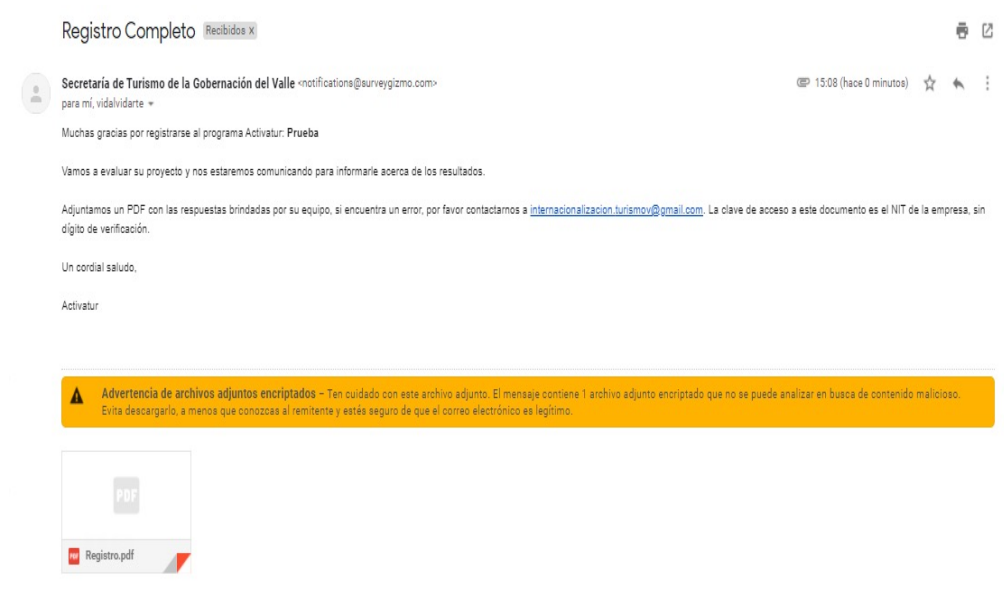 Registro Completo Recibidos x
Secretaría de Turismo de la Gobernación del Valle <notifications@surveygizmo.com>
15:08 (hace 0 minutos)
para mí, vidalvidarte
Muchas gracias por registrarse al programa Activatur: Prueba
Vamos a evaluar su proyecto y nos estaremos comunicando para informarle acerca de los resultados.
Adjuntamos un PDF con las respuestas brindadas por su equipo, si encuentra un error, por favor contactarnos a internacionalizacion.turismov@gmail.com. La clave de acceso a este documento es el NIT de la empresa, sin
dígito de verificación.
Un cordial saludo,
Activatur
Advertencia de archivos adjuntos encriptados – Ten cuidado con este archivo adjunto. El mensaje contiene 1 archivo adjunto encriptado que no se puede analizar en busca de contenido malicioso.
Evita descargarlo, a menos que conozcas al remitente y estés seguro de que el correo electrónico es legítimo.
PDF
PDF Registro.pdf